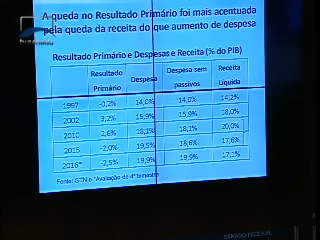 A queda no Resultado Primário foi mais acentuada
pela queda da receita do que aumento de despesa
Resultado Primário e Despesas e Receita (% do PIB)
Resultado Primário Despesa Despesa sem passivos Receita Líquida
1997 -0,2% 14,0% 14,0% 14,2%
2002 3,2% 15,9% 15,9% 18,0%
2010 2,6% 18,1% 18,1% 20,0%
2015 -2,0% 19,5% 18,6% 17,6%
2016* -2,5% 19,9% 19,9% 17,1%
Fonte: STN e *Avaliação do 4º bimestre
SENADO FEDERAL